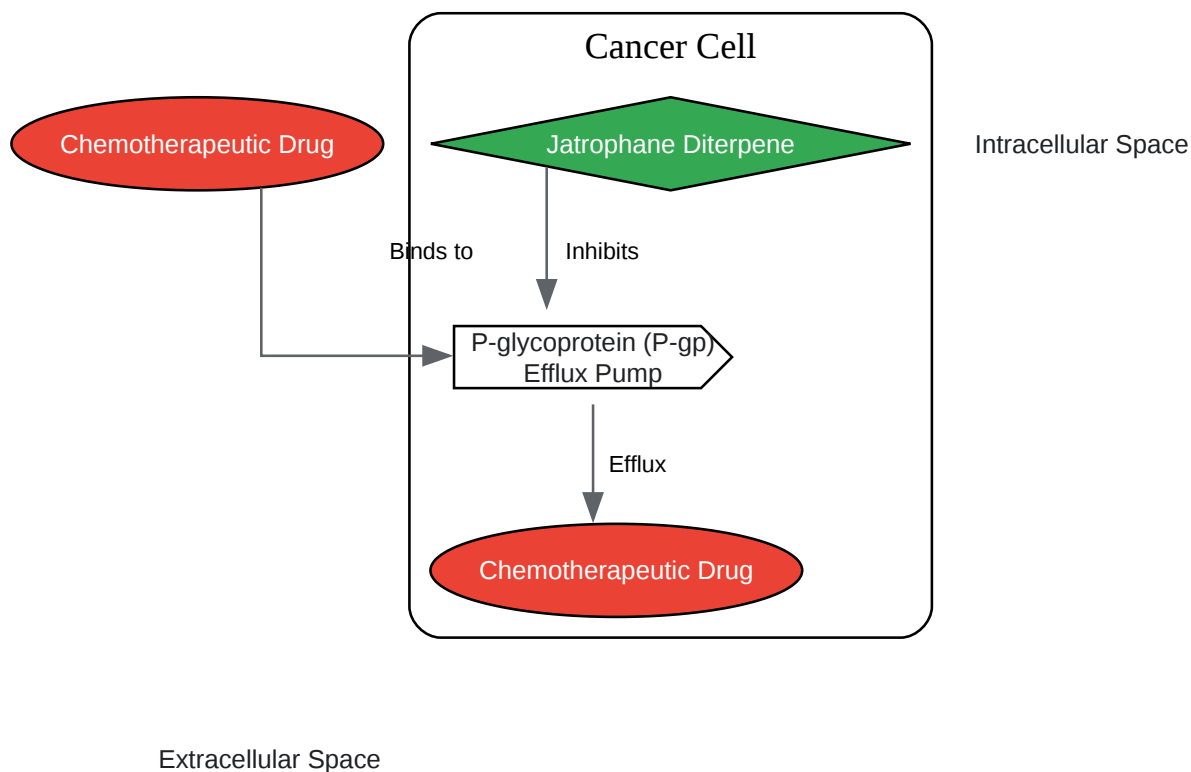 Cancer Cell
Chemotherapeutic Drug
Jatrophane Diterpene
Intracellular Space
Binds to
Inhibits
P-glycoprotein (P-gp)
Efflux Pump
Efflux
Chemotherapeutic Drug
Extracellular Space